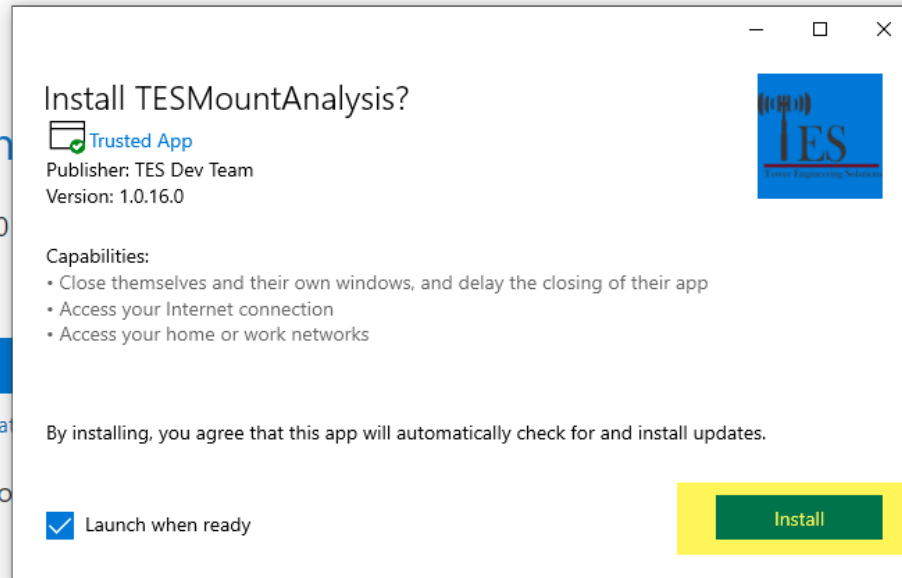 Install TESMountAnalysis?
Trusted App
Publisher: TES Dev Team
Version: 1.0.16.0
TES
Tower Engineering Solutions
Capabilities:
• Close themselves and their own windows, and delay the closing of their app
• Access your Internet connection
• Access your home or work networks
By installing, you agree that this app will automatically check for and install updates.
Launch when ready
Install